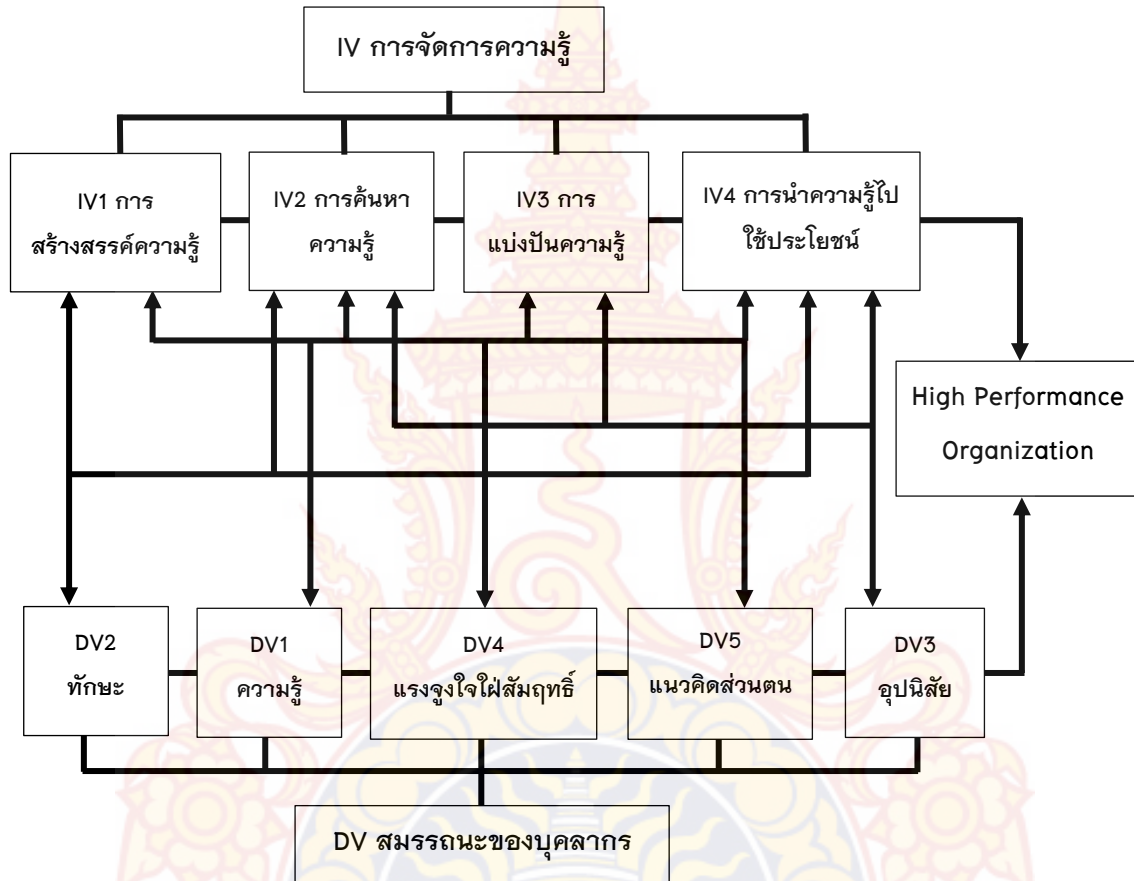 IV การจัดการความรู้
IV1 การ
สร้างสรรค์ความรู้
IV2 การค้นหา
ความรู้
IV3 การ
แบ่งปันความรู้
IV4 การนำความรู้ไป
ใช้ประโยชน์
High Performance
Organization
DV2
ทักษะ
DV1
ความรู้
DV4
แรงจูงใจใฝ่สัมฤทธิ์
DV5
แนวคิดส่วนตน
DV3
อุปนิสัย
DV สมรรถนะของบุคลากร